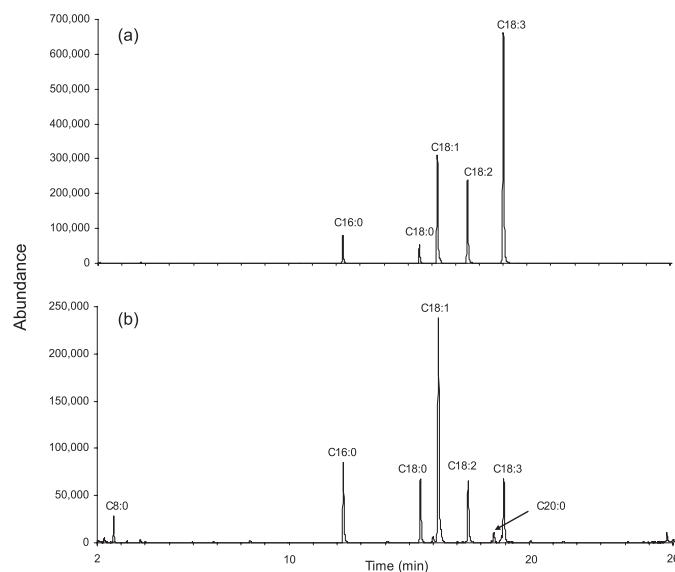 700,000
(a)
C18:3
600,000
500,000
400,000
C18:1
300,000
C18:2
200,000
C16:0
C18:0
100,000
0
Abundance
250,000
(b)
C18:1
200,000
150,000
100,000
C16:0
C18:0
C18:2
C18:3
50,000
C8:0
C20:0
0
2
10
20
26
Time (min)